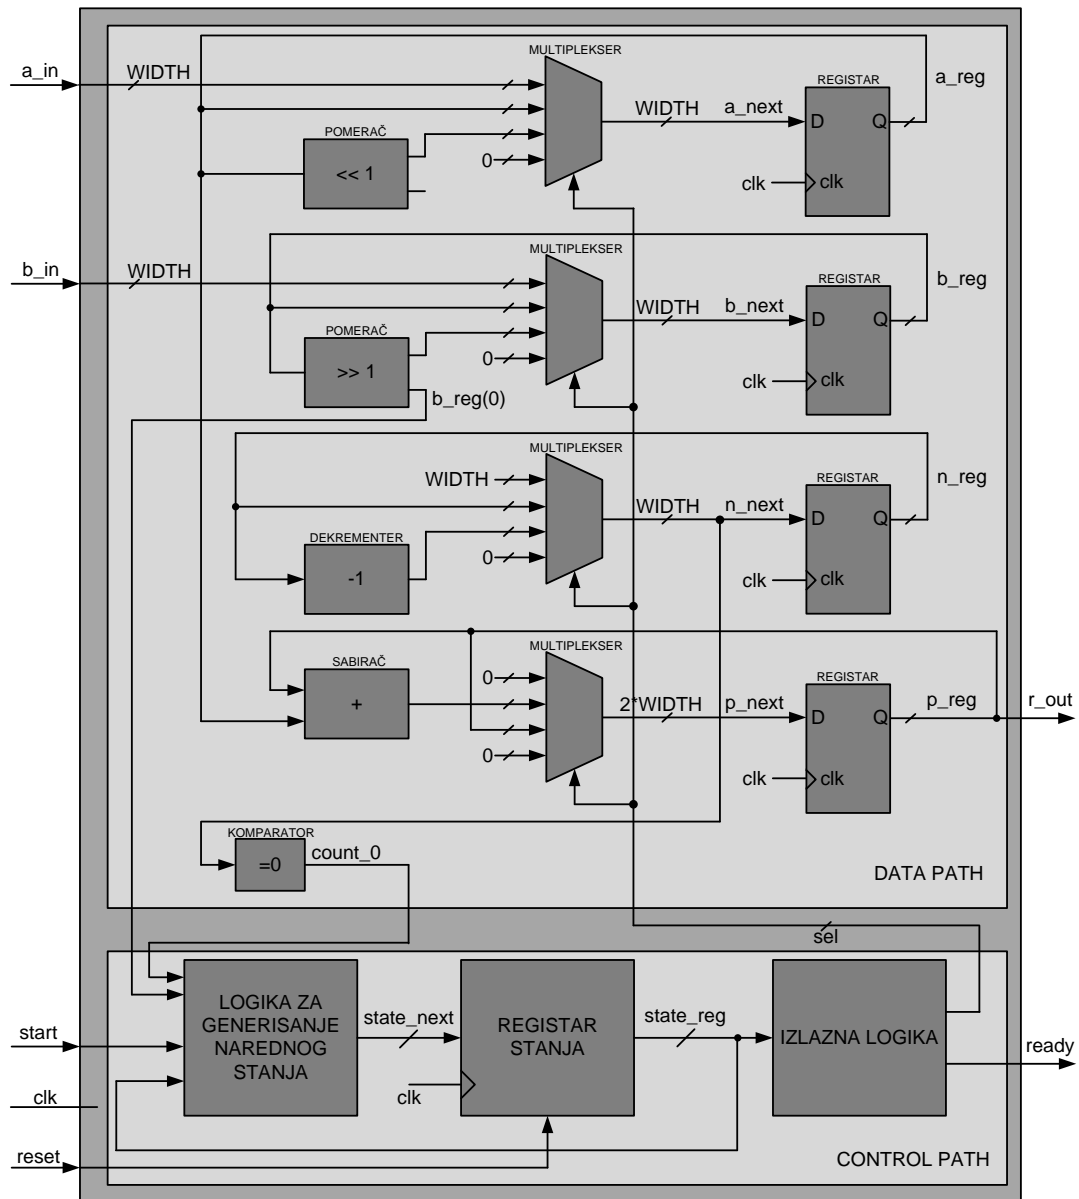 MULTIPLEKSER
a_in
WIDTH
REGISTAR
a_reg
WIDTH
a_next
D
Q
POMERAČ
<< 1
0
clk
clk
MULTIPLEKSER
b_in
WIDTH
REGISTAR
b_reg
WIDTH
b_next
D
Q
POMERAČ
>> 1
0
clk
clk
b_reg(0)
MULTIPLEKSER
WIDTH
REGISTAR
n_reg
WIDTH
n_next
D
Q
DEKREMENTER
-1
0
clk
clk
MULTIPLEKSER
SABIRAČ
+
0
REGISTAR
2*WIDTH
p_next
D
Q
p_reg
r_out
0
clk
clk
KOMPARATOR
=0
count_0
DATA PATH
sel
LOGIKA ZA
GENERISANJE
NAREDNOG
STANJA
state_next
REGISTAR
STANJA
state_reg
IZLAZNA LOGIKA
start
ready
clk
clk
reset
CONTROL PATH